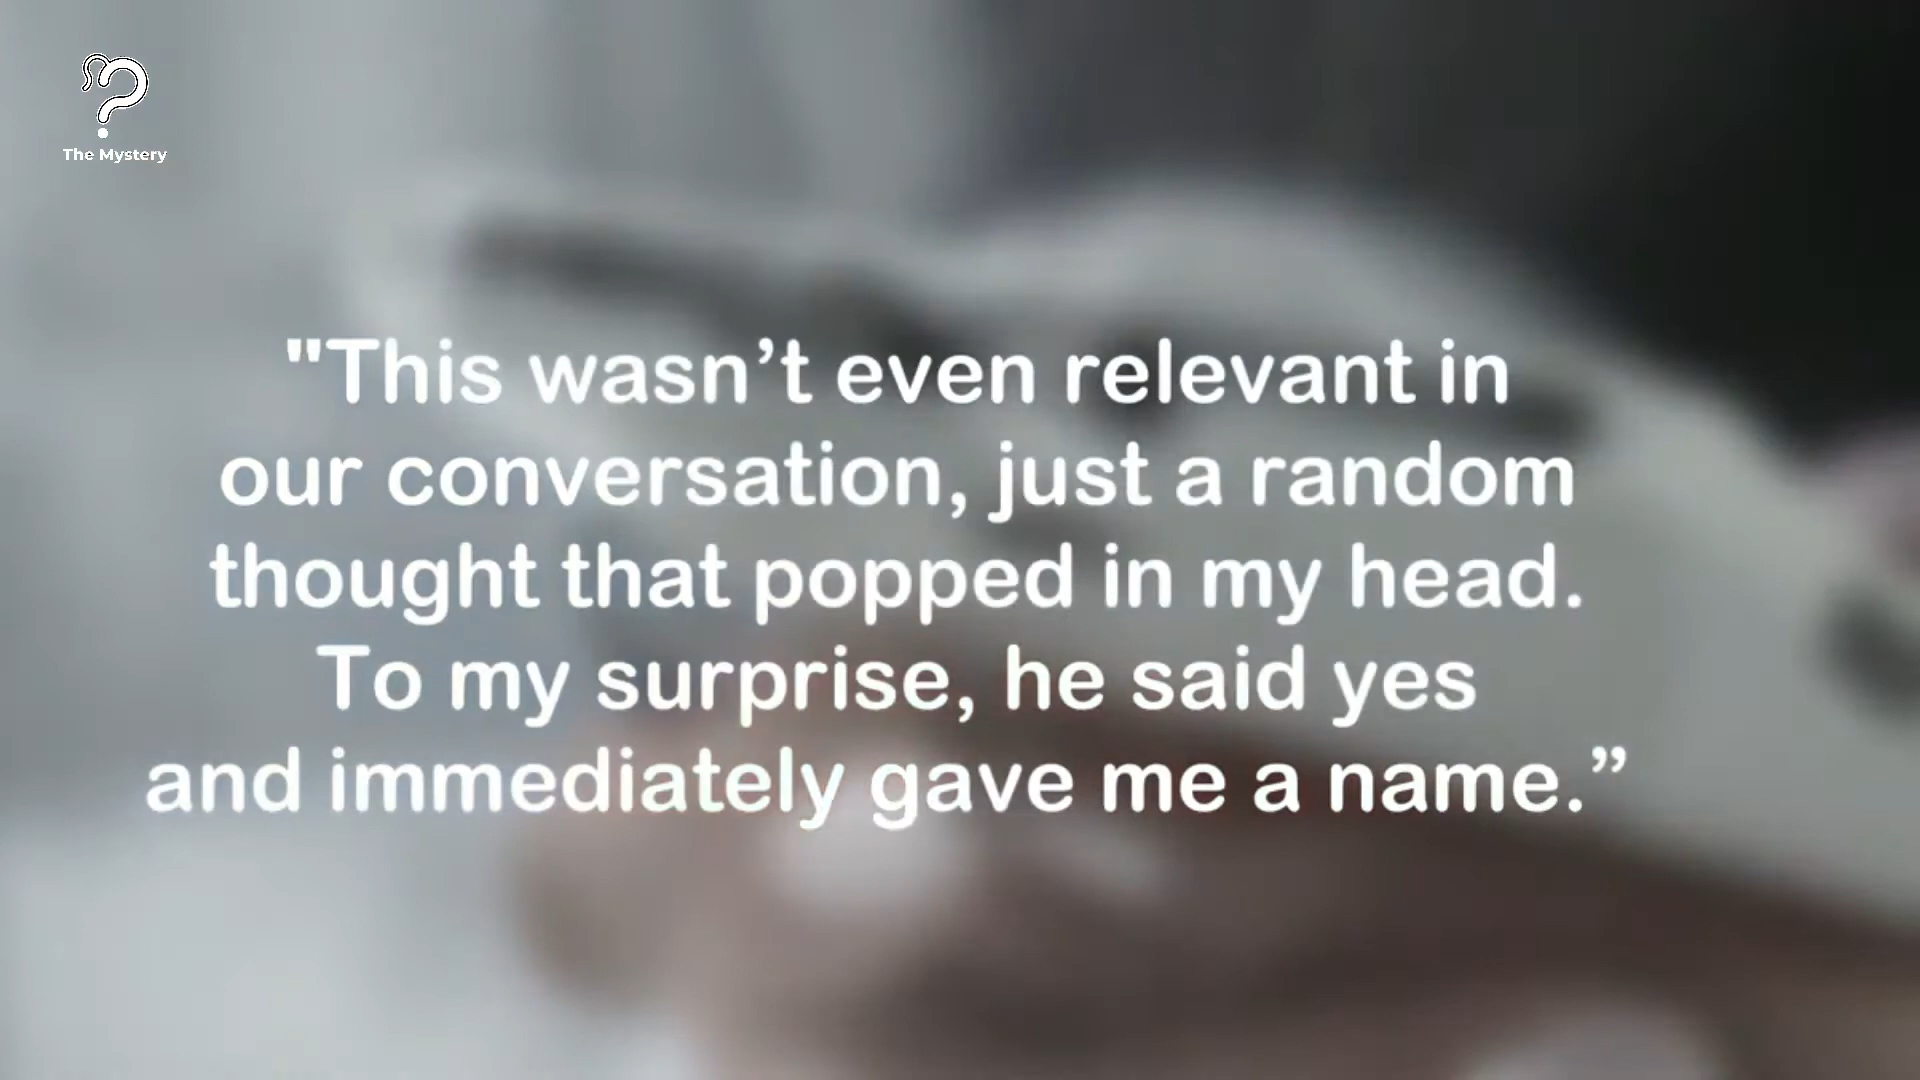 The Mystery
"This wasn’t even relevant in
our conversation, just a random
thought that popped in my head.
To my surprise, he said yes
and immediately gave me a name.”